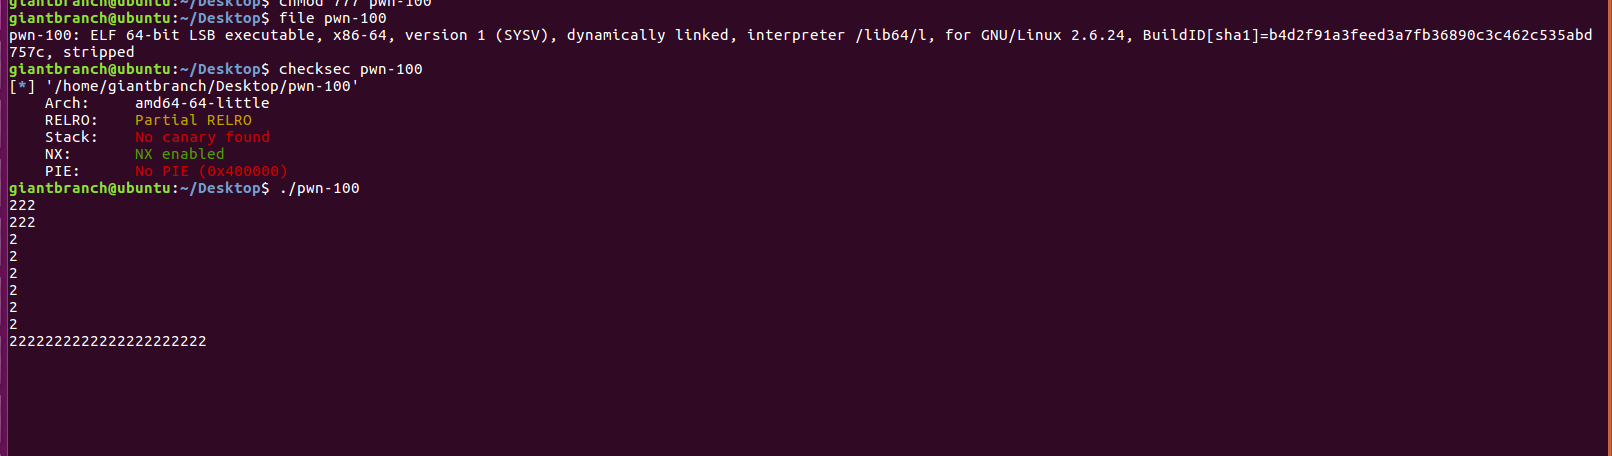 giantbranch@ubuntu:~/Desktop$ chmod 777 pwn-100
giantbranch@ubuntu:~/Desktop$ file pwn-100
pwn-100: ELF 64-bit LSB executable, x86-64, version 1 (SYSV), dynamically linked, interpreter /lib64/l, for GNU/Linux 2.6.24, BuildID[sha1]=b4d2f91a3feed3a7fb36890c3c462c535abd
757c, stripped
giantbranch@ubuntu:~/Desktop$ checksec pwn-100
[*] '/home/giantbranch/Desktop/pwn-100'
    Arch:     amd64-64-little
    RELRO:    Partial RELRO
    Stack:    No canary found
    NX:       NX enabled
    PIE:      No PIE (0x400000)
giantbranch@ubuntu:~/Desktop$ ./pwn-100
222
222
2
2
2
2
2
2
2222222222222222222222